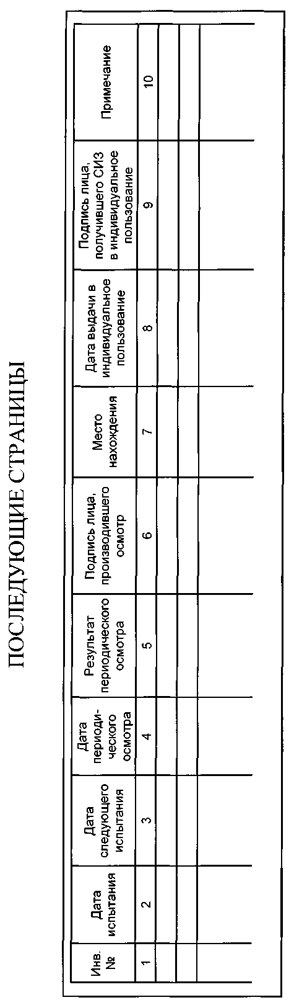 ПОСЛЕДУЮЩИЕ СТРАНИЦЫ
Инв.
№
Дата
испытания
Дата
следующего
испытания
Дата
периоди-
ческого
осмотра
Результат
периодического
осмотра
Подпись лица,
производившего
осмотр
Место
нахождения
Дата выдачи в
индивидуальное
пользование
Подпись лица,
получившего СИЗ
в индивидуальное
пользование
Примечание
1 2 3 4 5 6 7 8 9 10